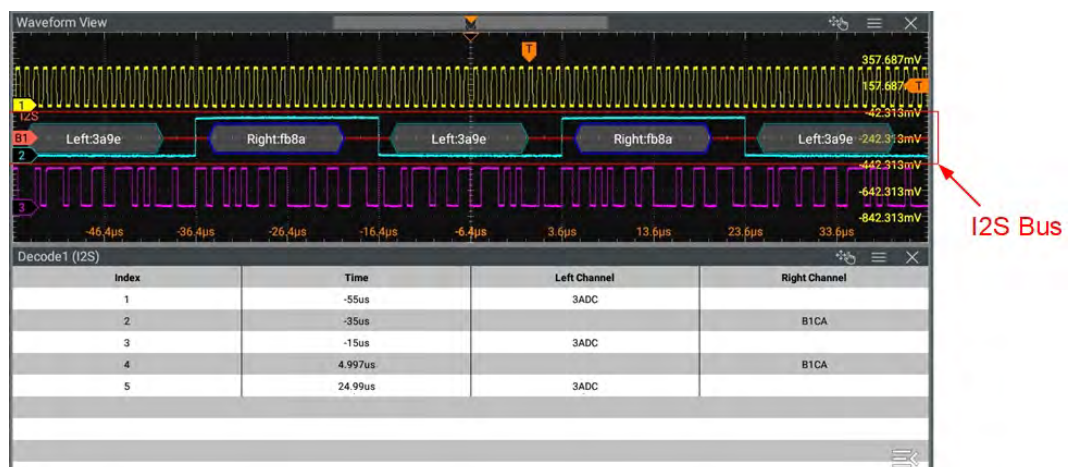 Waveform View
T
357.687mV
157.687 T
1
-42.313mV
I2S
B1 Left:3a9e Right:fb8a Left:3a9e Right:fb8a Left:3a9e -242.313mV
2
-442.313mV
-642.313mV
3
-842.313mV
I2S Bus
-46.4μs -36.4μs -26.4μs -16.4μs -6.4μs 3.6μs 13.6μs 23.6μs 33.6μs
Decode1 (I2S)
Index Time Left Channel Right Channel
1 -55us 3ADC
2 -35us B1CA
3 -15us 3ADC
4 4.997us B1CA
5 24.99us 3ADC